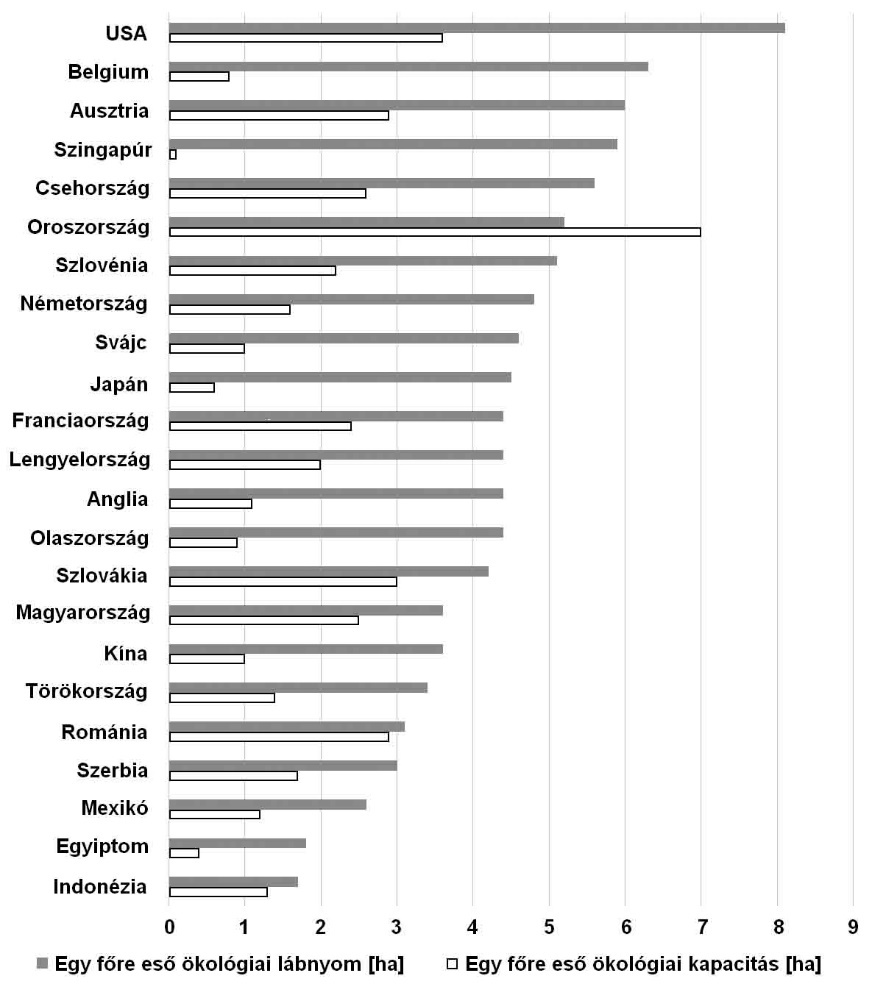 USA
Belgium
Ausztria
Szingapúr
Csehország
Oroszország
Szlovénia
Németország
Svájc
Japán
Franciaország
Lengyelország
Anglia
Olaszország
Szlovákia
Magyarország
Kína
Törökország
Románia
Szerbia
Mexikó
Egyiptom
Indonézia
0 1 2 3 4 5 6 7 8 9
Egy főre eső ökológiai lábnyom [ha] Egy főre eső ökológiai kapacitás [ha]